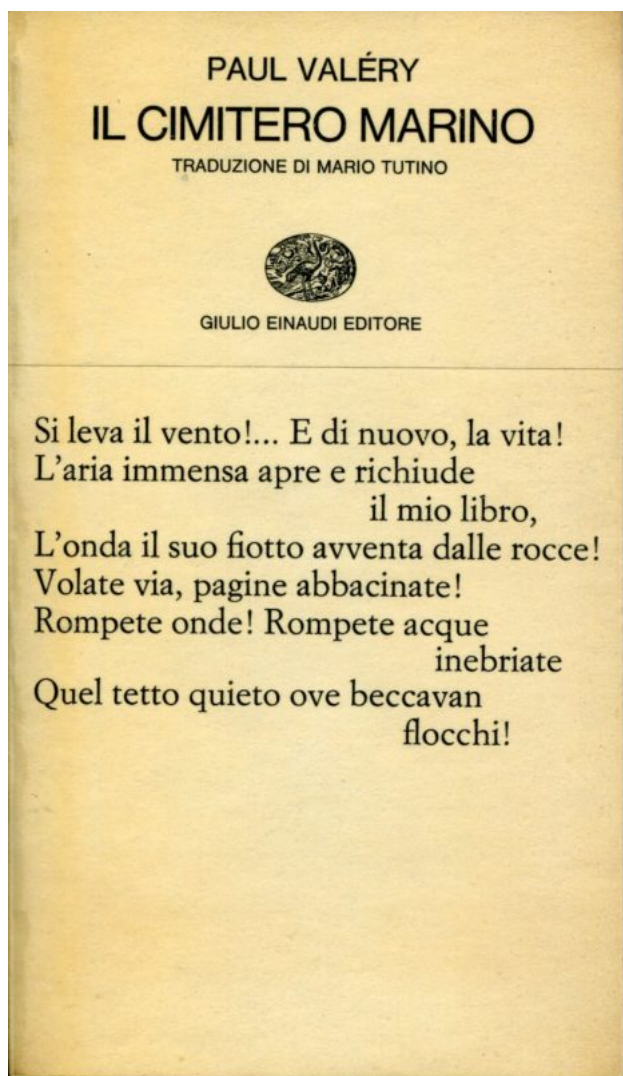 PAUL VALÉRY
IL CIMITERO MARINO
TRADUZIONE DI MARIO TUTINO
GIULIO EINAUDI EDITORE
Si leva il vento!... E di nuovo, la vita!
L'aria immensa apre e richiude
il mio libro,
L'onda il suo fiotto avventa dalle rocce!
Volate via, pagine abbacinate!
Rompete onde! Rompete acque
inebriate
Quel tetto quieto ove beccavan
flocchi!